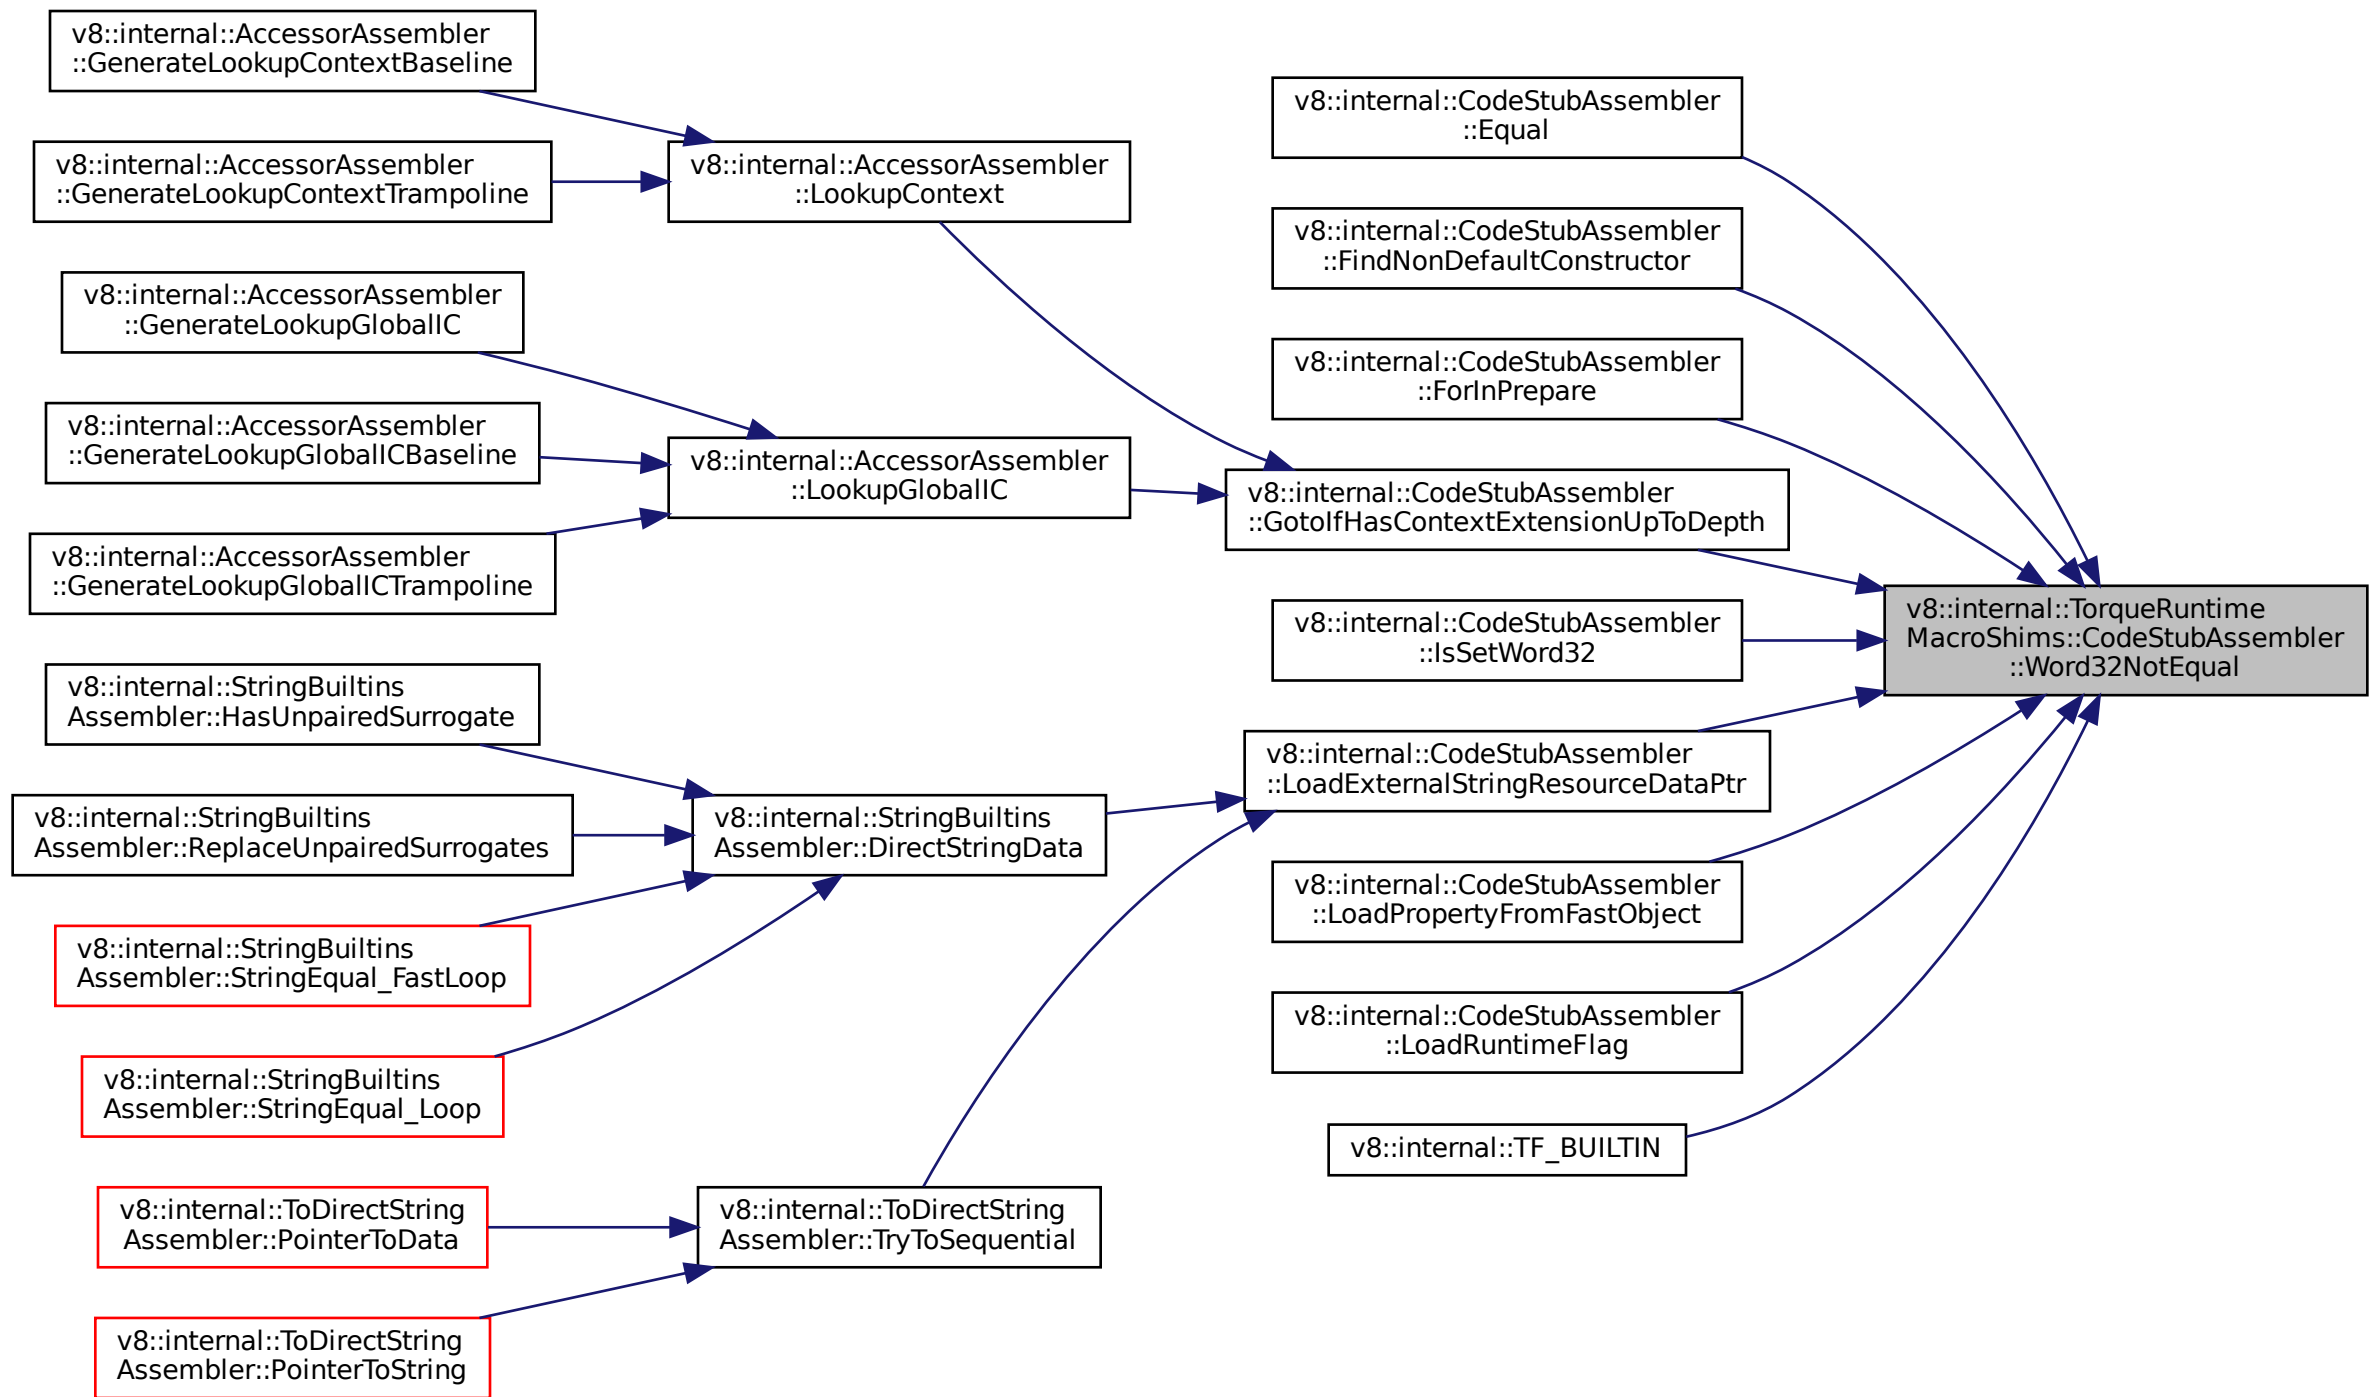 v8::internal::AccessorAssembler
::GenerateLookupContextBaseline
v8::internal::AccessorAssembler
::GenerateLookupContextTrampoline
v8::internal::AccessorAssembler
::GenerateLookupGlobalIC
v8::internal::AccessorAssembler
::GenerateLookupGlobalICBaseline
v8::internal::AccessorAssembler
::GenerateLookupGlobalICTrampoline
v8::internal::StringBuiltins
Assembler::HasUnpairedSurrogate
v8::internal::StringBuiltins
Assembler::ReplaceUnpairedSurrogates
v8::internal::StringBuiltins
Assembler::StringEqual_FastLoop
v8::internal::StringBuiltins
Assembler::StringEqual_Loop
v8::internal::ToDirectString
Assembler::PointerToData
v8::internal::ToDirectString
Assembler::PointerToString
v8::internal::AccessorAssembler
::LookupContext
v8::internal::AccessorAssembler
::LookupGlobalIC
v8::internal::StringBuiltins
Assembler::DirectStringData
v8::internal::ToDirectString
Assembler::TryToSequential
v8::internal::CodeStubAssembler
::Equal
v8::internal::CodeStubAssembler
::FindNonDefaultConstructor
v8::internal::CodeStubAssembler
::ForInPrepare
v8::internal::CodeStubAssembler
::GotoIfHasContextExtensionUpToDepth
v8::internal::CodeStubAssembler
::IsSetWord32
v8::internal::CodeStubAssembler
::LoadExternalStringResourceDataPtr
v8::internal::CodeStubAssembler
::LoadPropertyFromFastObject
v8::internal::CodeStubAssembler
::LoadRuntimeFlag
v8::internal::TF_BUILTIN
v8::internal::TorqueRuntime
MacroShims::CodeStubAssembler
::Word32NotEqual